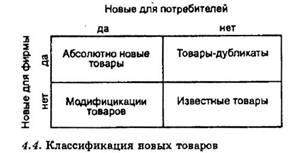 Новые для потребителей
да нет
Новые для фирмы
да
нет
Абсолютно новые
товары
Товары-дубликаты
Модифицикации
товаров
Известные товары
4.4. Классификация новых товаров